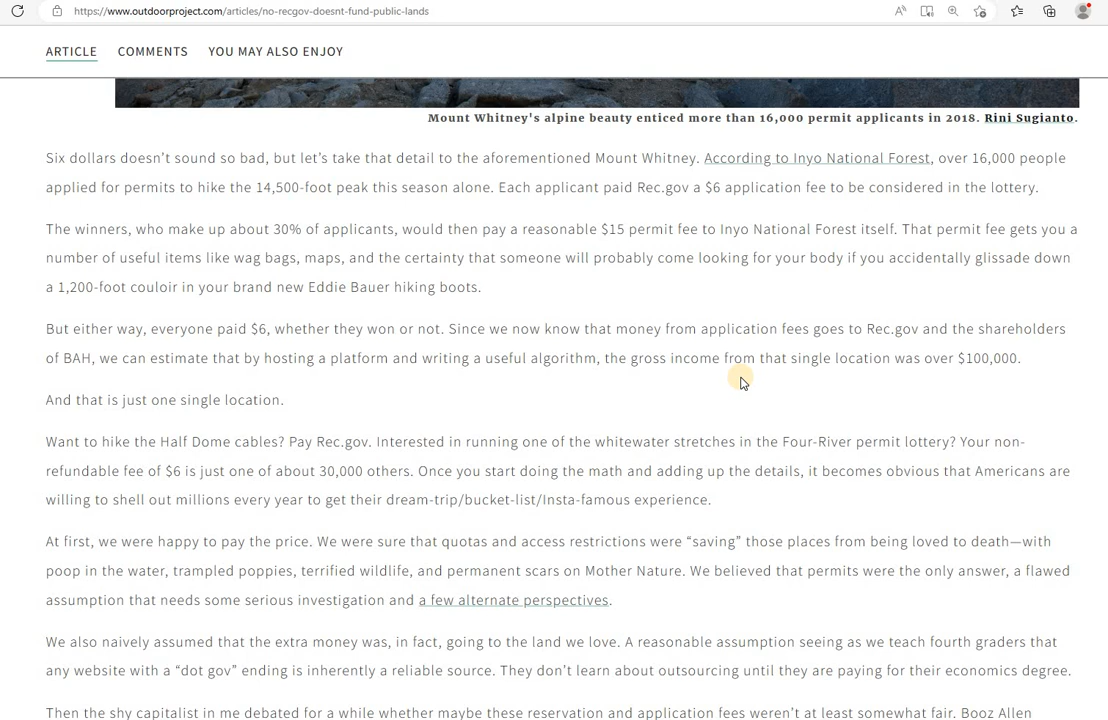 https://www.outdoorproject.com/articles/no-recgov-doesnt-fund-public-lands
ARTICLE COMMENTS YOU MAY ALSO ENJOY
Mount Whitney's alpine beauty enticed more than 16,000 permit applicants in 2018. Rini Sugianto.
Six dollars doesn’t sound so bad, but let’s take that detail to the aforementioned Mount Whitney. According to Inyo National Forest, over 16,000 people
applied for permits to hike the 14,500-foot peak this season alone. Each applicant paid Rec.gov a $6 application fee to be considered in the lottery.
The winners, who make up about 30% of applicants, would then pay a reasonable $15 permit fee to Inyo National Forest itself. That permit fee gets you a
number of useful items like wag bags, maps, and the certainty that someone will probably come looking for your body if you accidentally glissade down
a 1,200-foot couloir in your brand new Eddie Bauer hiking boots.
But either way, everyone paid $6, whether they won or not. Since we now know that money from application fees goes to Rec.gov and the shareholders
of BAH, we can estimate that by hosting a platform and writing a useful algorithm, the gross income from that single location was over $100,000.
And that is just one single location.
Want to hike the Half Dome cables? Pay Rec.gov. Interested in running one of the whitewater stretches in the Four-River permit lottery? Your non-
refundable fee of $6 is just one of about 30,000 others. Once you start doing the math and adding up the details, it becomes obvious that Americans are
willing to shell out millions every year to get their dream-trip/bucket-list/Insta-famous experience.
At first, we were happy to pay the price. We were sure that quotas and access restrictions were “saving” those places from being loved to death—with
poop in the water, trampled poppies, terrified wildlife, and permanent scars on Mother Nature. We believed that permits were the only answer, a flawed
assumption that needs some serious investigation and a few alternate perspectives.
We also naively assumed that the extra money was, in fact, going to the land we love. A reasonable assumption seeing as we teach fourth graders that
any website with a “dot gov” ending is inherently a reliable source. They don’t learn about outsourcing until they are paying for their economics degree.
Then the shy capitalist in me debated for a while whether maybe these reservation and application fees weren’t at least somewhat fair. Booz Allen